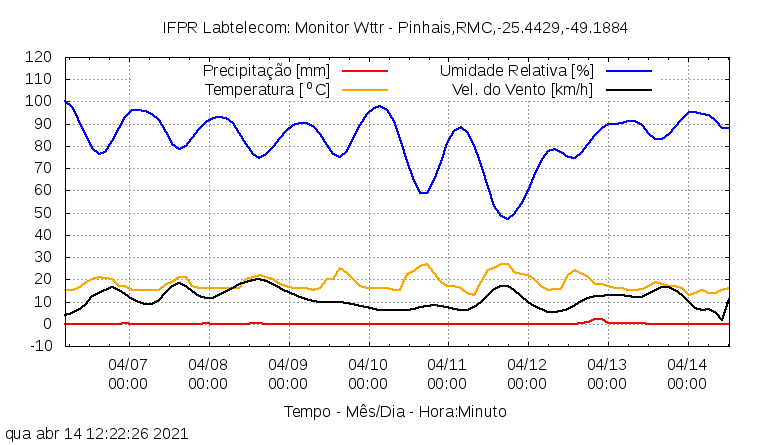 IFPR Labtelecom: Monitor Wttr - Pinhais,RMC,-25.4429,-49.1884
Precipitação [mm]
Temperatura [ ⁰C]
Umidade Relativa [%]
Vel. do Vento [km/h]
120
110
100
90
80
70
60
50
40
30
20
10
0
-10
04/07 04/08 04/09 04/10 04/11 04/12 04/13 04/14
00:00 00:00 00:00 00:00 00:00 00:00 00:00 00:00
Tempo - Mês/Dia - Hora:Minuto
qua abr 14 12:22:26 2021